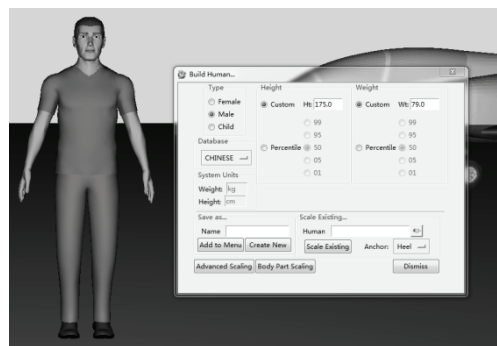 Build Human...
Type
Height
Weight
Female
Male
Child
Custom Ht: 175.0
Custom Wt: 79.0
99
95
Percentile 50
05
01
99
95
Percentile 50
05
01
Database
CHINESE
System Units
Weight: kg
Height: cm
Save as...
Name
Add to Menu Create New
Scale Existing...
Human
Scale Existing Anchor: Heel
Advanced Scaling Body Part Scaling Dismiss